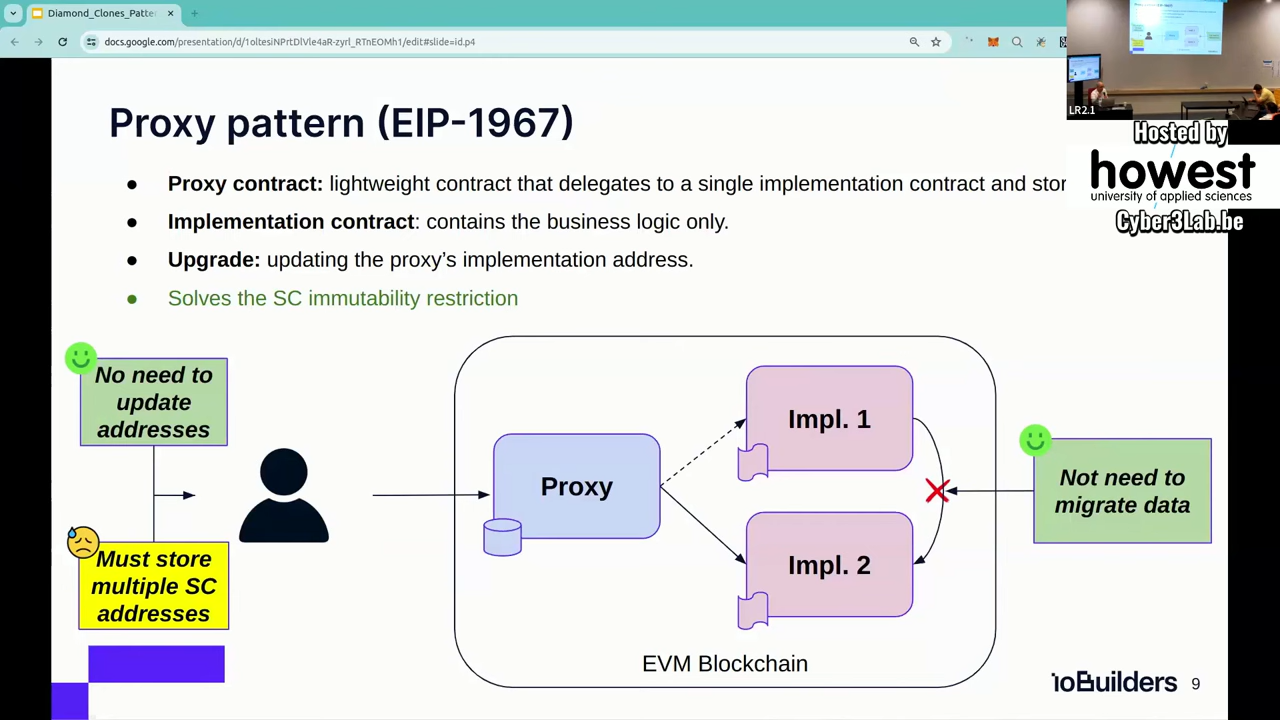 Diamond_Clones_Patte
docs.google.com/presentation/d/1oltesiNPrtDlVle4aR-zyrl_RTnEOMh1/edit#slide=id.p4
LR2.1
Hosted by
howest
university of applied sciences
Cyber3Lab.be
Proxy pattern (EIP-1967)
● Proxy contract: lightweight contract that delegates to a single implementation contract and stor
● Implementation contract: contains the business logic only.
● Upgrade: updating the proxy’s implementation address.
● Solves the SC immutability restriction
No need to
update
addresses
Must store
multiple SC
addresses
Proxy
Impl. 1
Impl. 2
Not need to
migrate data
EVM Blockchain
ioBuilders
9